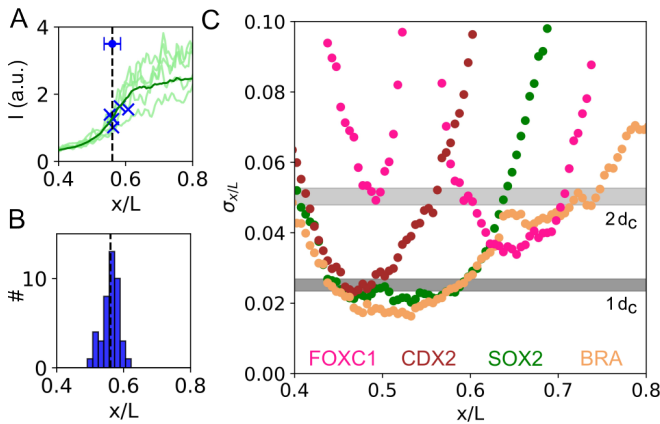 A
4
2
0
I (a.u.)
0.4 0.6 0.8
x/L
B
10
0
#
0.4 0.6 0.8
x/L
C
0.10
0.08
0.06
0.04
0.02
0.00
σx/L
2 dc
1 dc
FOXC1 CDX2 SOX2 BRA
0.4 0.5 0.6 0.7 0.8
x/L